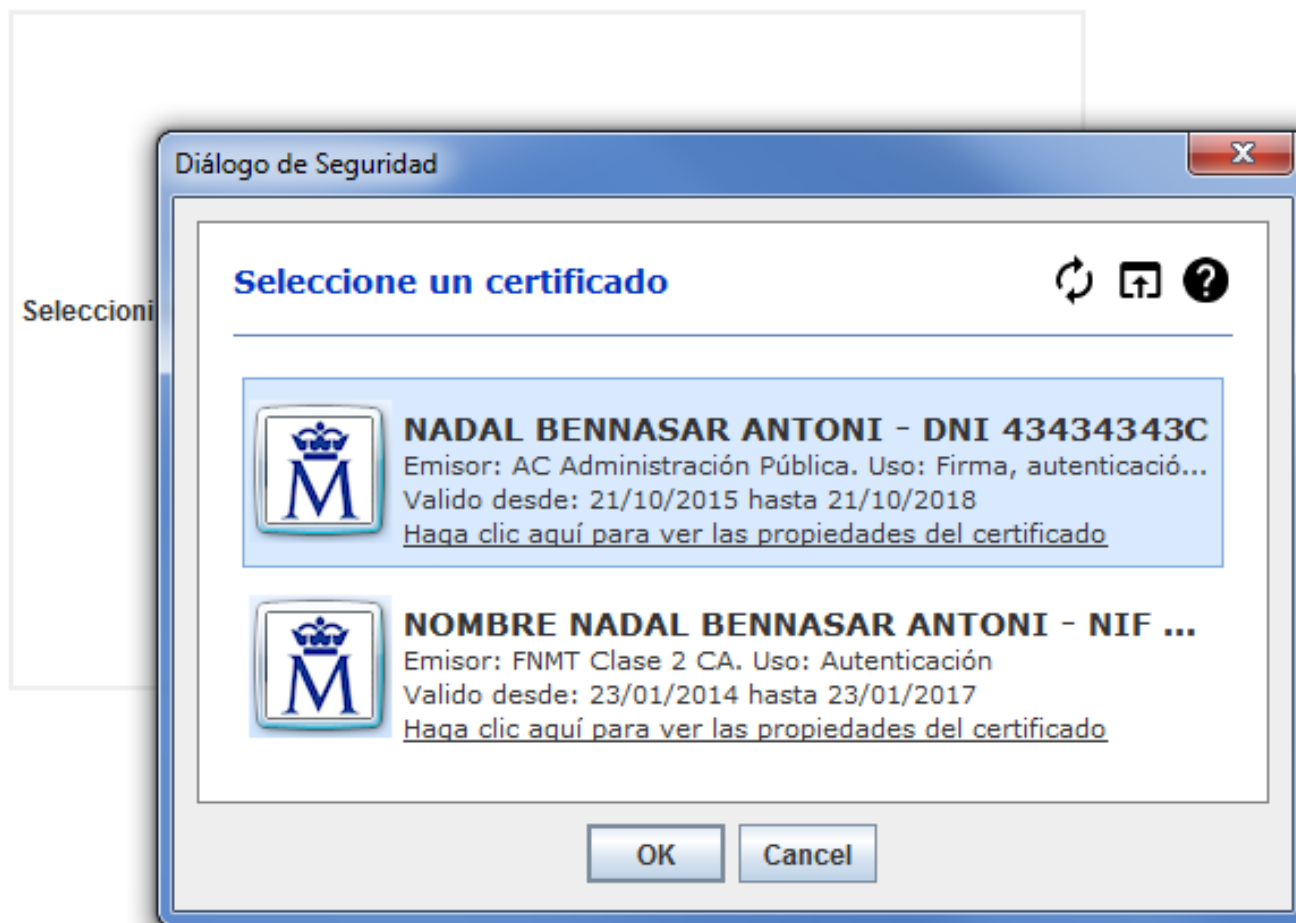 Diálogo de Seguridad
Seleccione un certificado
Seleccioni
NADAL BENNASAR ANTONI - DNI 43434343C
Emisor: AC Administración Pública. Uso: Firma, autenticació...
Valido desde: 21/10/2015 hasta 21/10/2018
Haga clic aquí para ver las propiedades del certificado
NOMBRE NADAL BENNASAR ANTONI - NIF ...
Emisor: FNMT Clase 2 CA. Uso: Autenticación
Valido desde: 23/01/2014 hasta 23/01/2017
Haga clic aquí para ver las propiedades del certificado
OK Cancel